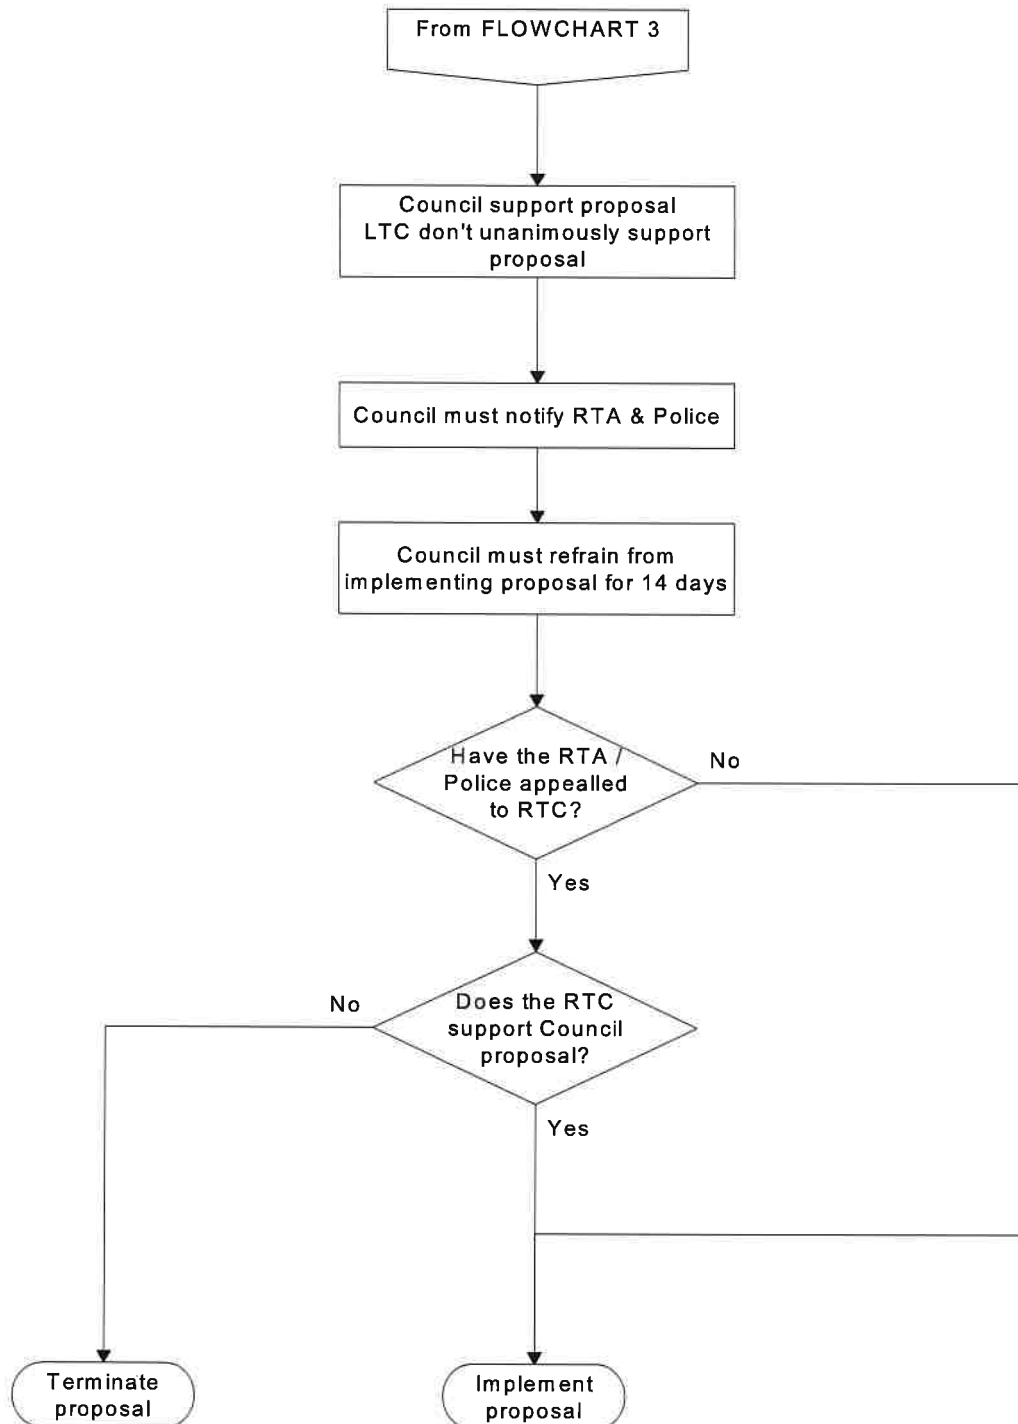 From FLOWCHART 3
Council support proposal
LTC don't unanimously support
proposal
Council must notify RTA & Police
Council must refrain from
implementing proposal for 14 days
Have the RTA /
Police appealled
to RTC?
No
Yes
Does the RTC
support Council
proposal?
No
Yes
Terminate
proposal
Implement
proposal